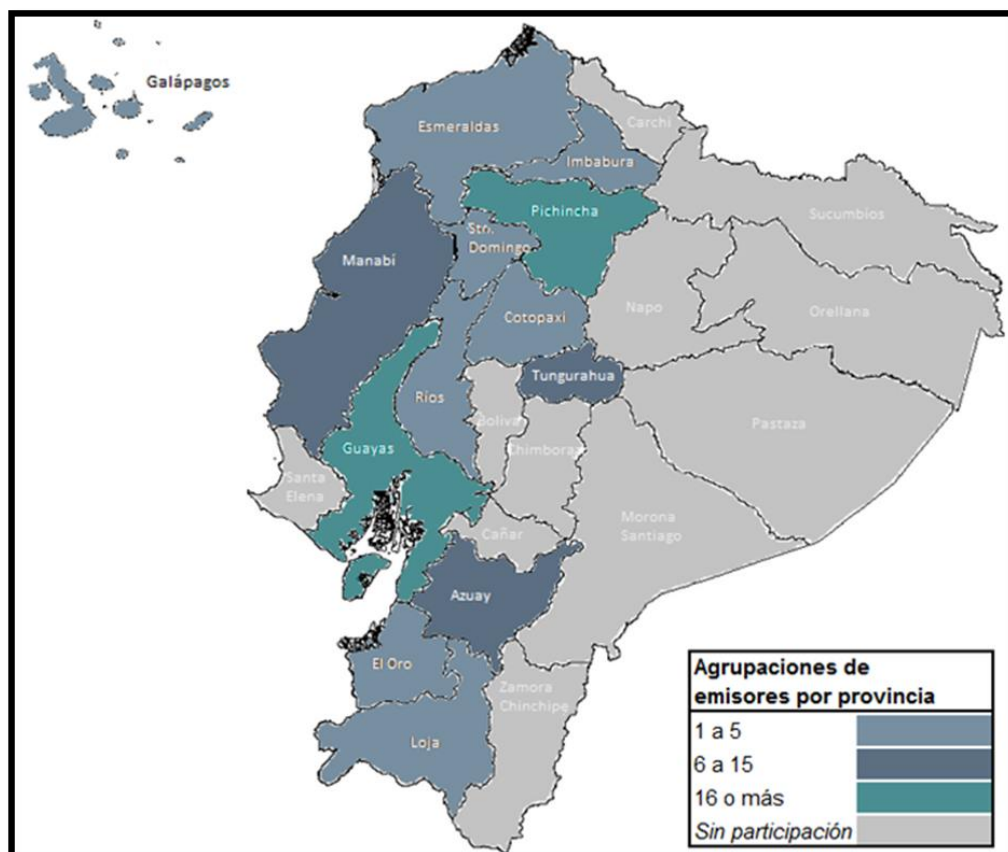 Galápagos
Esmeraldas
Carchi
Imbabura
Sucumbíos
Pichincha
Sto.
Domingo
Manabí
Napo
Orellana
Cotopaxi
Tungurahua
Ríos
Bolivar
Pastaza
Guayas
Chimboraz
Santa
Elena
Morona
Santiago
Cañar
Azuay
El Oro
Zamora
Chinchipe
Loja
Agrupaciones de
emisores por provincia
1 a 5
6 a 15
16 o más
Sin participación